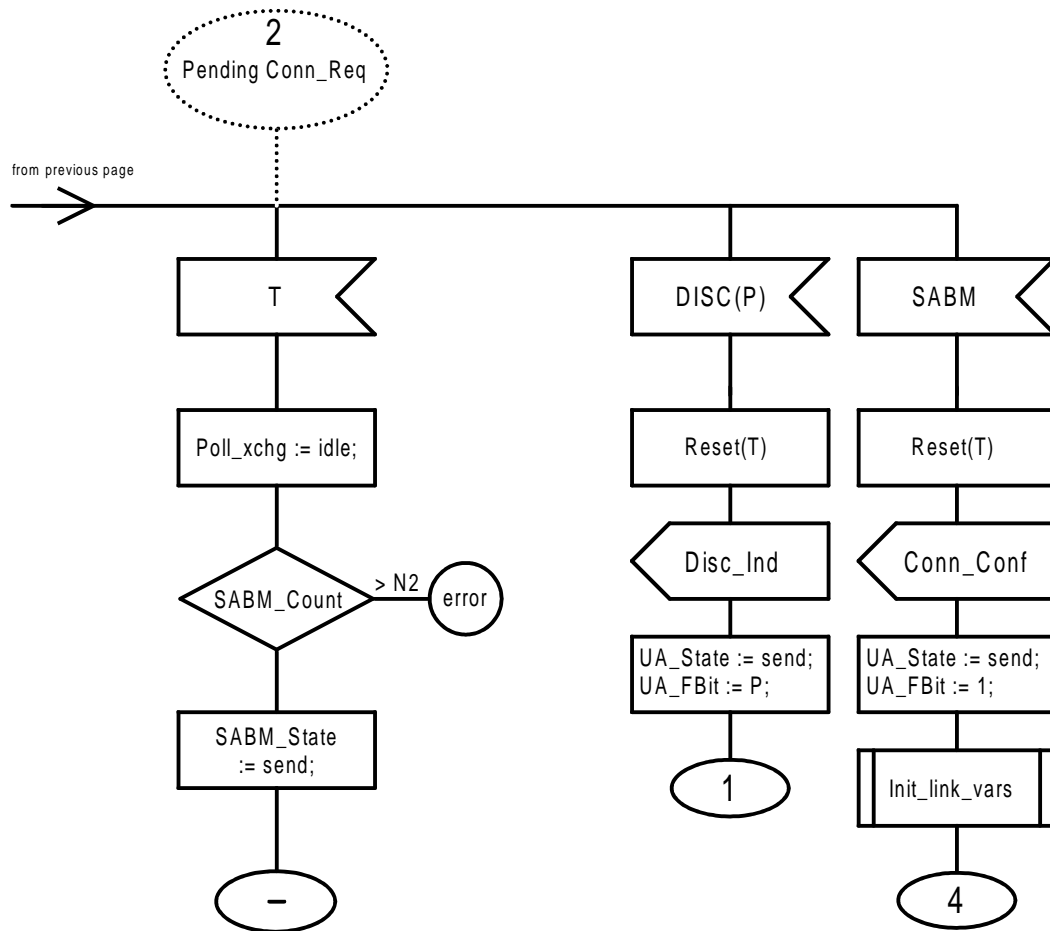 2
Pending Conn_Req
from previous page
T
DISC(P)
SABM
Poll_xchg := idle;
Reset(T)
Reset(T)
SABM_Count
> N2
error
Disc_Ind
Conn_Conf
SABM_State
:= send;
UA_State := send;
UA_FBit := P;
UA_State := send;
UA_FBit := 1;
1
Init_link_vars
–
4